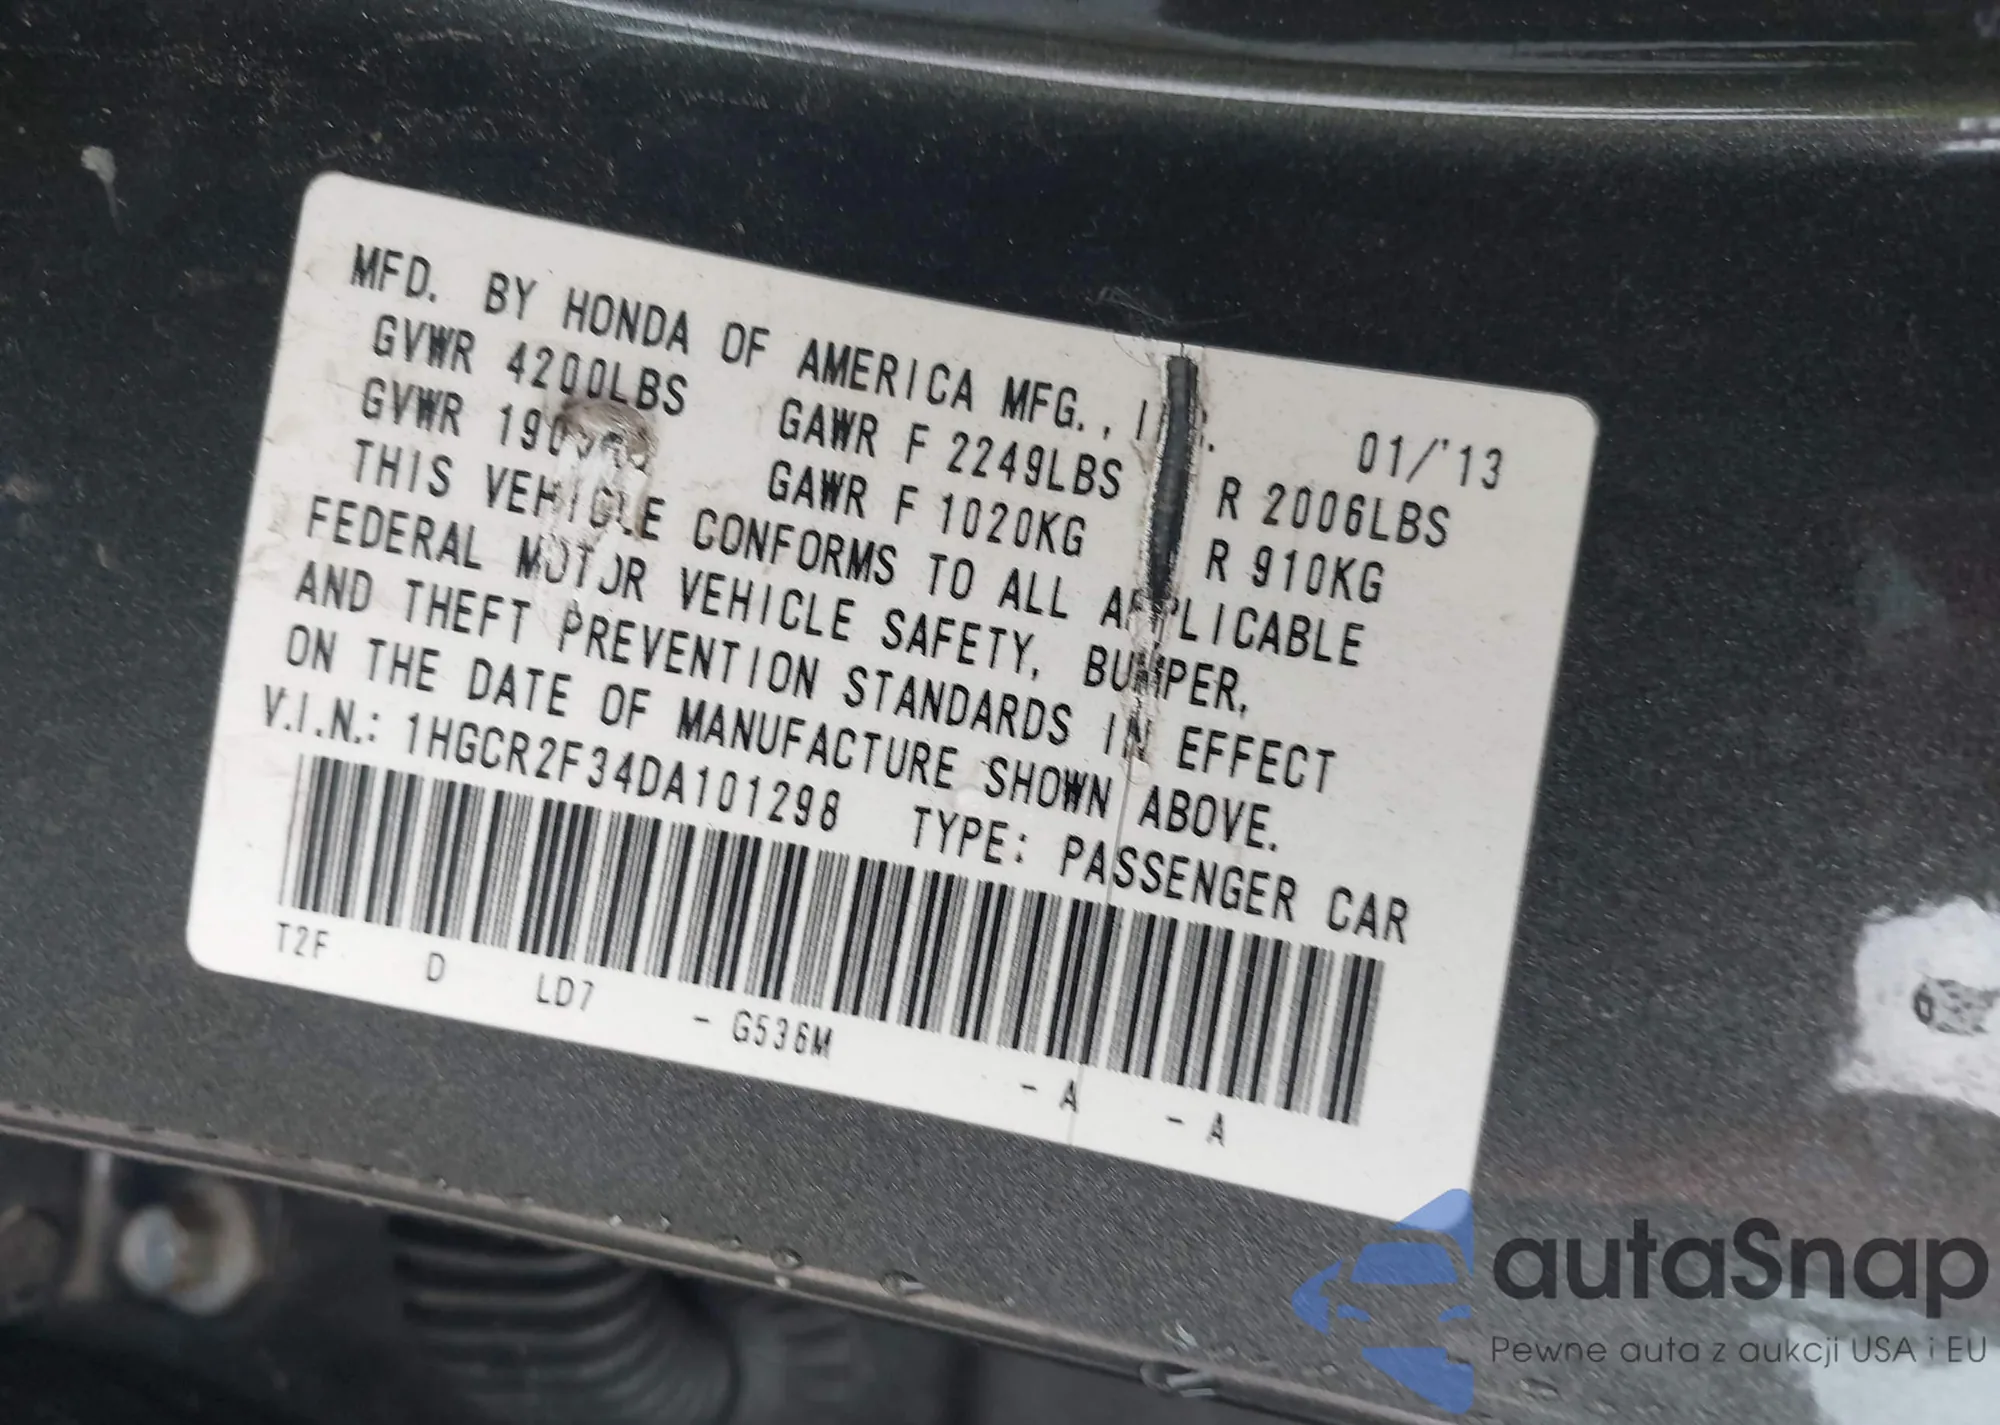 MFD. BY HONDA OF AMERICA MFG., 01/'13
GVWR 4200LBS GAWR F 2249LBS R 2006LBS
GVWR GAWR F 1020KG R 910KG
THIS VEHICLE CONFORMS TO ALL APPLICABLE
FEDERAL MOTOR VEHICLE SAFETY, BUMPER,
AND THEFT PREVENTION STANDARDS IN EFFECT
ON THE DATE OF MANUFACTURE SHOWN ABOVE.
V.I.N.: 1HGCR2F34DA101298 TYPE: PASSENGER CAR
T2F D LD7 - G536M - A - A
autaSnap
Pewne auta z aukcji USA i EU